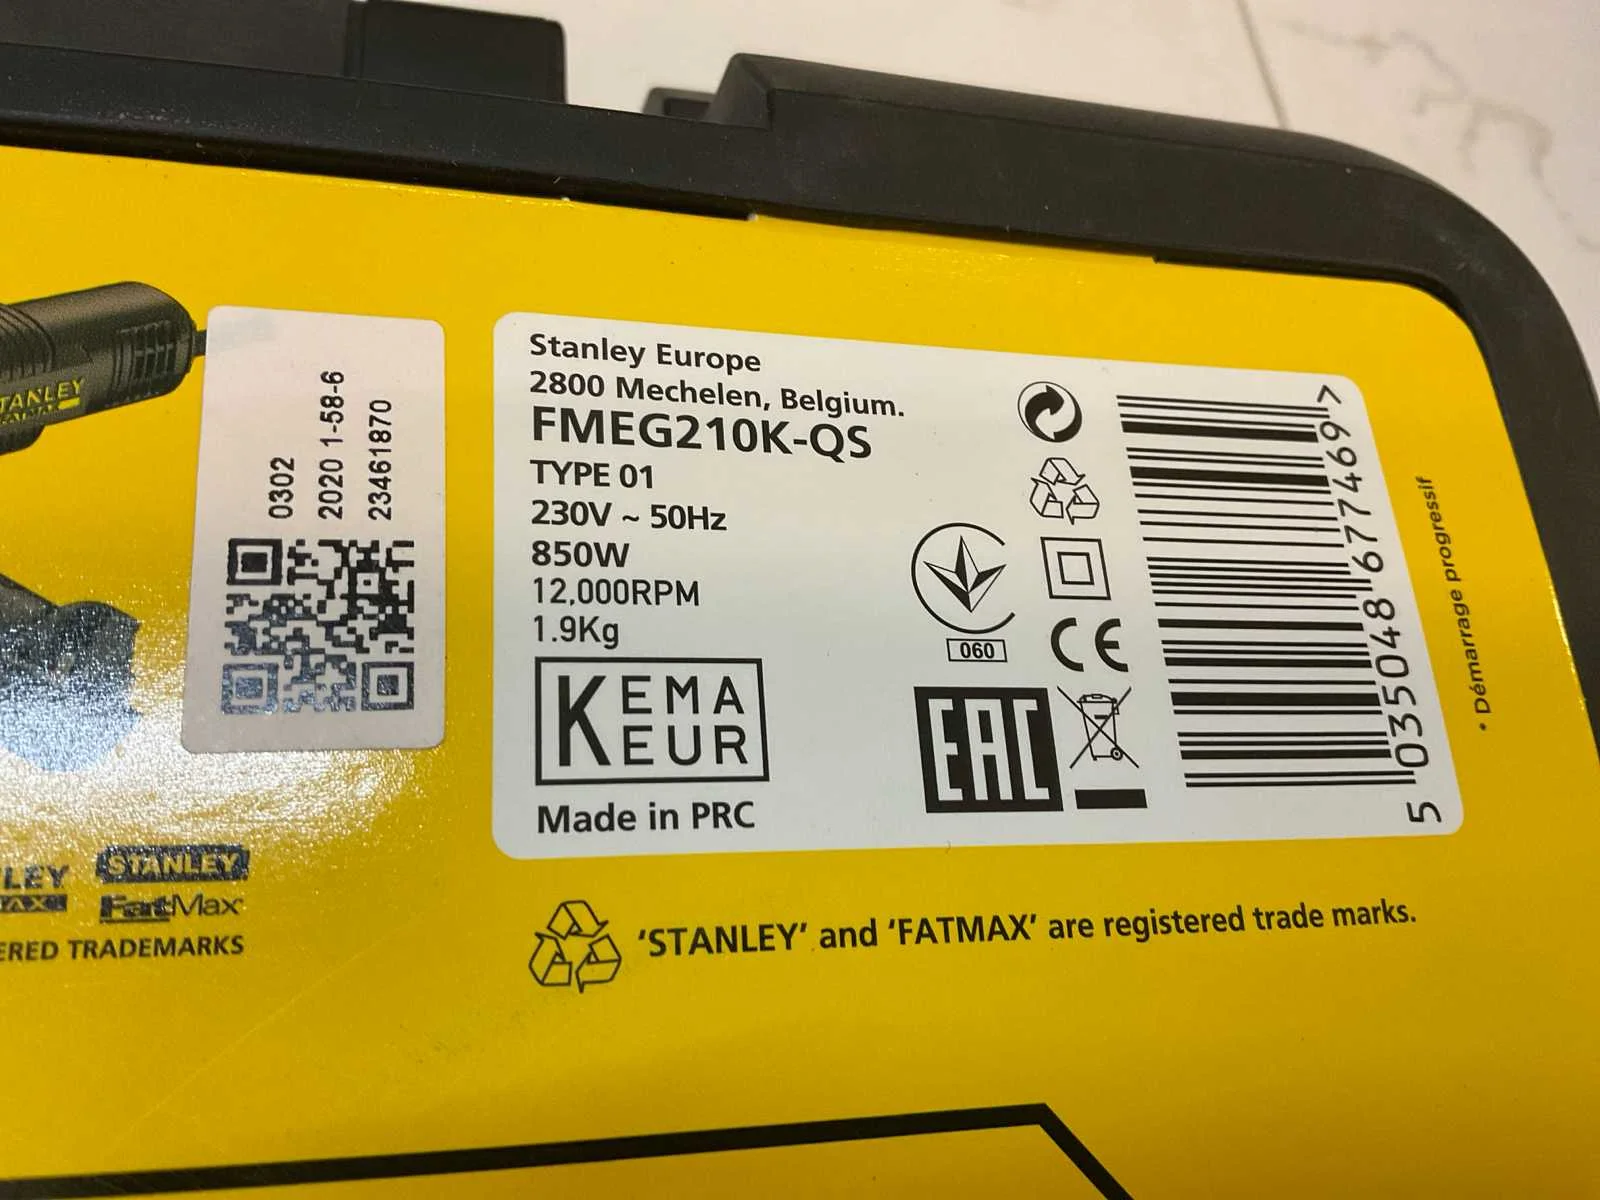 STANLEY
0302
2020 1-58-6
23461870
Stanley Europe
2800 Mechelen, Belgium.
FMEG210K-QS
TYPE 01
230V ~ 50Hz
850W
12,000RPM
1.9Kg
KEMA
EUR
Made in PRC
060
CE
EAC
5 035048 677469 >
* Démarrage progressif
LEY
STANLEY
FatMax
ERED TRADEMARKS
'STANLEY' and 'FATMAX' are registered trade marks.